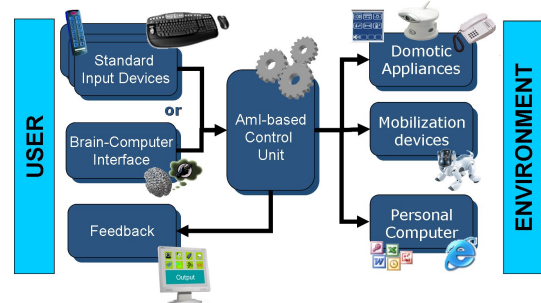 USER
Standard
Input Devices
or
Brain-Computer
Interface
Feedback
Output
AmI-based
Control
Unit
Domotic
Appliances
Mobilization
devices
Personal
Computer
ENVIRONMENT